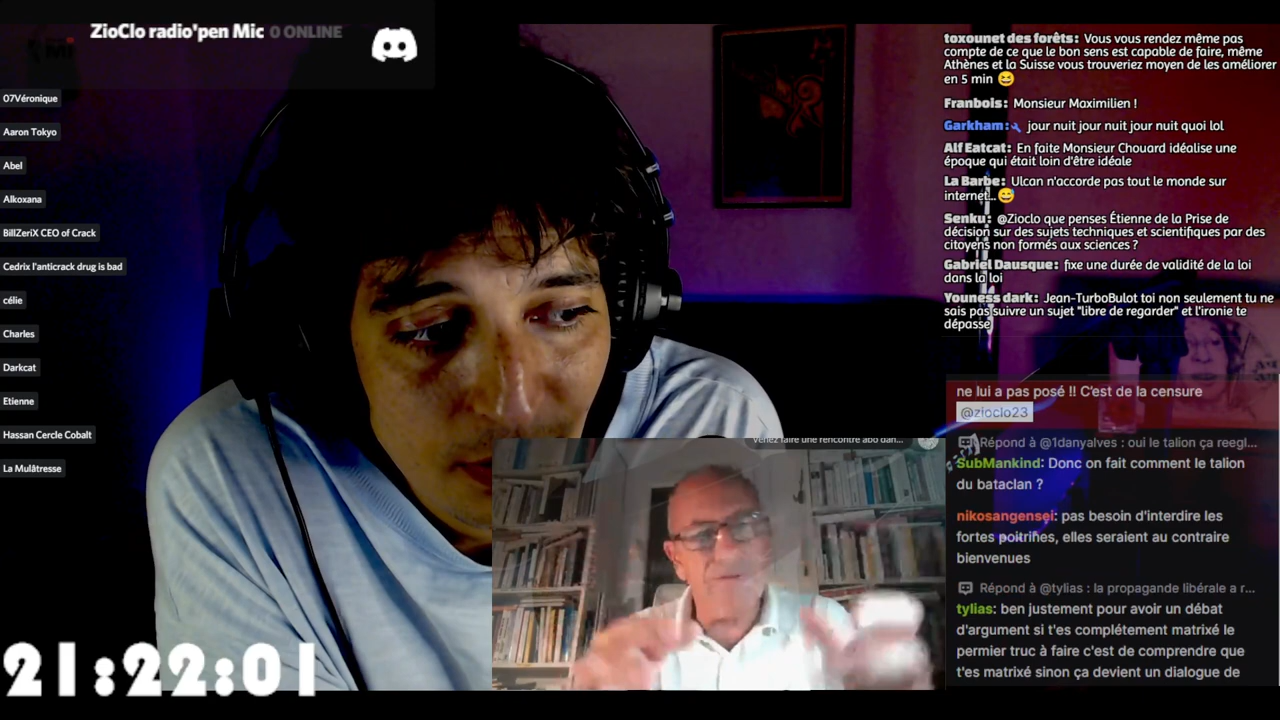 ZioClo radio'pen Mic 0 ONLINE
07Véronique
Aaron Tokyo
Abel
Alkoxana
BillZeriX CEO of Crack
Cedrix l'anticrack drug is bad
célie
Charles
Darkcat
Etienne
Hassan Cercle Cobalt
La Mulâtresse
21:22:01
toxounet des forêts: Vous vous rendez même pas
compte de ce que le bon sens est capable de faire, même
Athènes et la Suisse vous trouveriez moyen de les améliorer
en 5 min 😆
Franbois: Monsieur Maximilien !
Garkham: jour nuit jour nuit jour nuit quoi lol
Alf Eatcat: En faite Monsieur Chouard idéalise une
époque qui était loin d'être idéale
La Barbe: Ulcan n'accorde pas tout le monde sur
internet... 😅
Senku: @Zioclo que penses Étienne de la Prise de
décision sur des sujets techniques et scientifiques par des
citoyens non formés aux sciences ?
Gabriel Dausque: fixe une durée de validité de la loi
dans la loi
Youness dark: Jean-TurboBulot toi non seulement tu ne
sais pas suivre un sujet "libre de regarder" et l'ironie te
dépasse
ne lui a pas posé !! C'est de la censure
@zioclo23
Répond à @1danyalves : oui le talion ça reegl...
SubMankind: Donc on fait comment le talion
du bataclan ?
nikosangensei: pas besoin d'interdire les
fortes poitrines, elles seraient au contraire
bienvenues
Répond à @tylias : la propagande libérale a r...
tylias: ben justement pour avoir un débat
d'argument si t'es complétement matrixé le
permier truc à faire c'est de comprendre que
t'es matrixé sinon ça devient un dialogue de
Venez faire une rencontre abo dan...